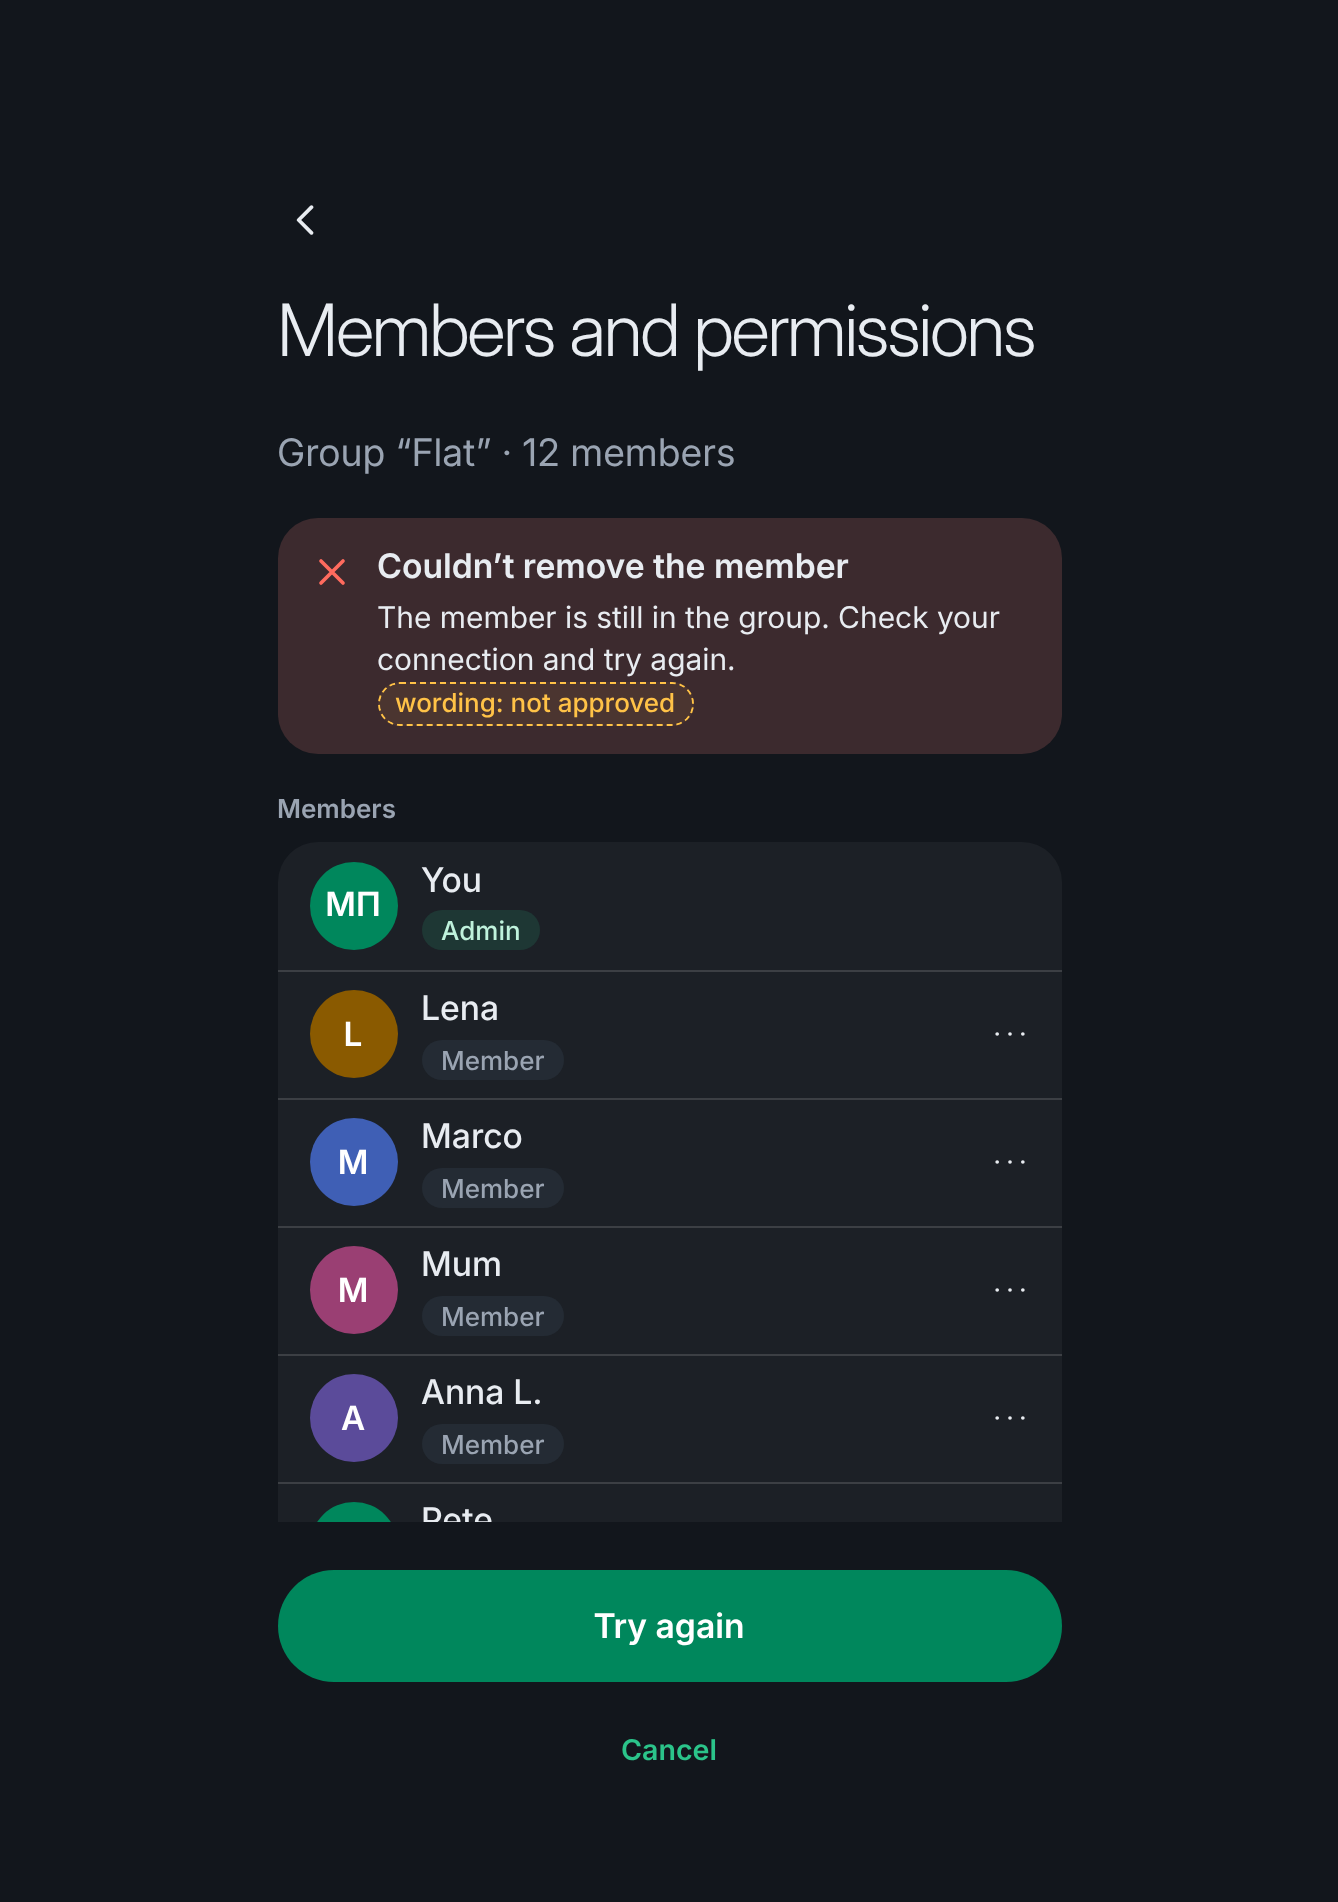 Members and permissions
Group “Flat” · 12 members
Couldn’t remove the member
The member is still in the group. Check your
connection and try again.
wording: not approved
Members
МП
You
Admin
L
Lena
Member
M
Marco
Member
M
Mum
Member
A
Anna L.
Member
Pete
Try again
Cancel